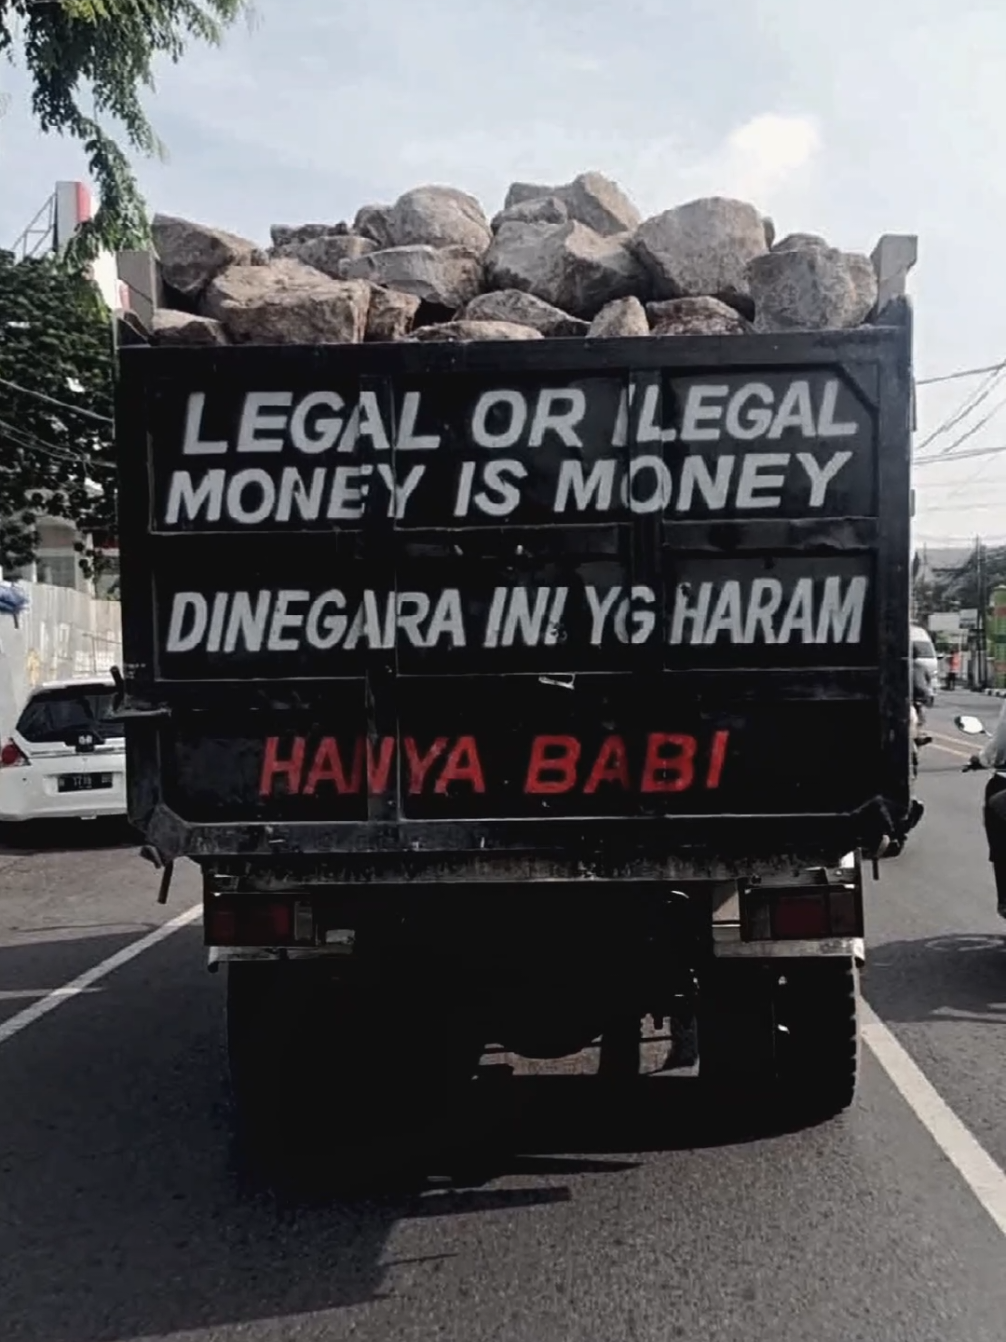 LEGAL OR ILEGAL
MONEY IS MONEY
DINEGARA INI YG HARAM
HANYA BABI